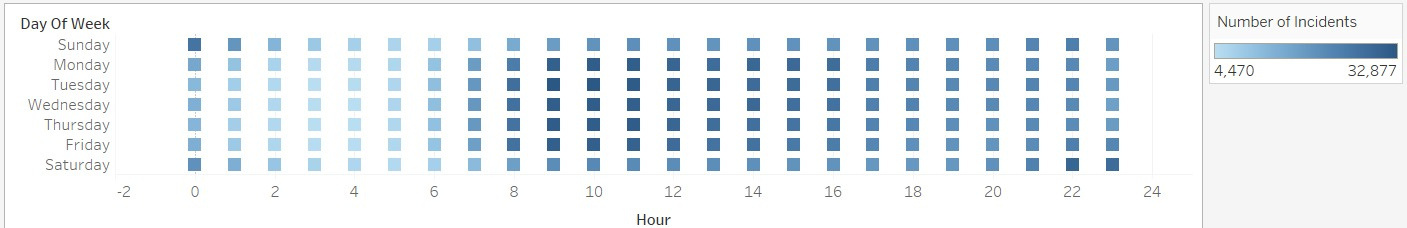 Day Of Week
Sunday
Monday
Tuesday
Wednesday
Thursday
Friday
Saturday
-2 0 2 4 6 8 10 12 14 16 18 20 22 24
Hour
Number of Incidents
4,470 32,877